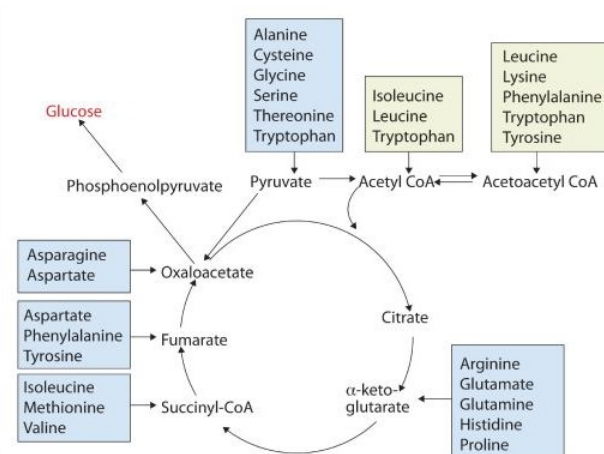 Alanine
Cysteine
Glycine
Serine
Thereonine
Tryptophan
Isoleucine
Leucine
Tryptophan
Leucine
Lysine
Phenylalanine
Tryptophan
Tyrosine
Glucose
Phosphoenolpyruvate
Pyruvate
Acetyl CoA
Acetoacetyl CoA
Asparagine
Aspartate
Oxaloacetate
Aspartate
Phenylalanine
Tyrosine
Fumarate
Citrate
Isoleucine
Methionine
Valine
Succinyl-CoA
α-keto-
glutarate
Arginine
Glutamate
Glutamine
Histidine
Proline